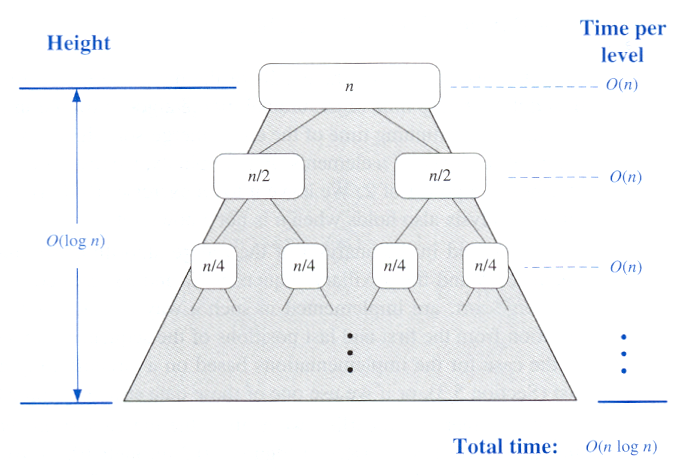 Height
Time per
level
n
O(n)
n/2
n/2
O(n)
O(log n)
n/4
n/4
n/4
n/4
O(n)
Total time: O(n log n)